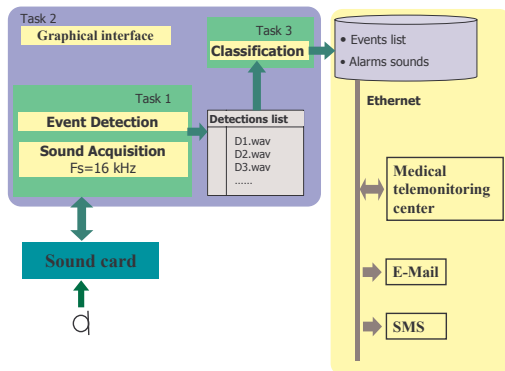 Task 2
Graphical interface
Task 3
Classification
Task 1
Event Detection
Sound Acquisition
Fs=16 kHz
Detections list
D1.wav
D2.wav
D3.wav
......
Sound card
• Events list
• Alarms sounds
Ethernet
Medical
telemonitoring
center
E-Mail
SMS